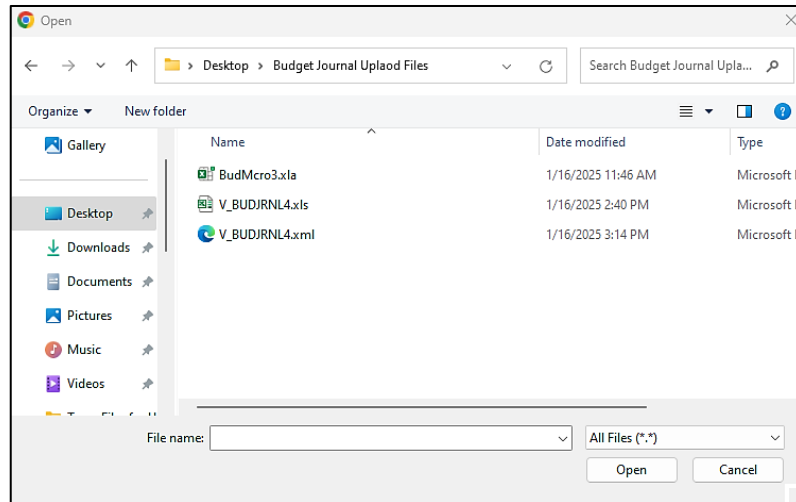 Open
Desktop > Budget Journal Uplaod Files
Search Budget Journal Upla...
Organize New folder
Gallery
Desktop
Downloads
Documents
Pictures
Music
Videos
Name Date modified Type
BudMcro3.xla 1/16/2025 11:46 AM Microsoft
V_BUDJRNL4.xls 1/16/2025 2:40 PM Microsoft
V_BUDJRNL4.xml 1/16/2025 3:14 PM Microsoft
File name: All Files (*.*)
Open Cancel